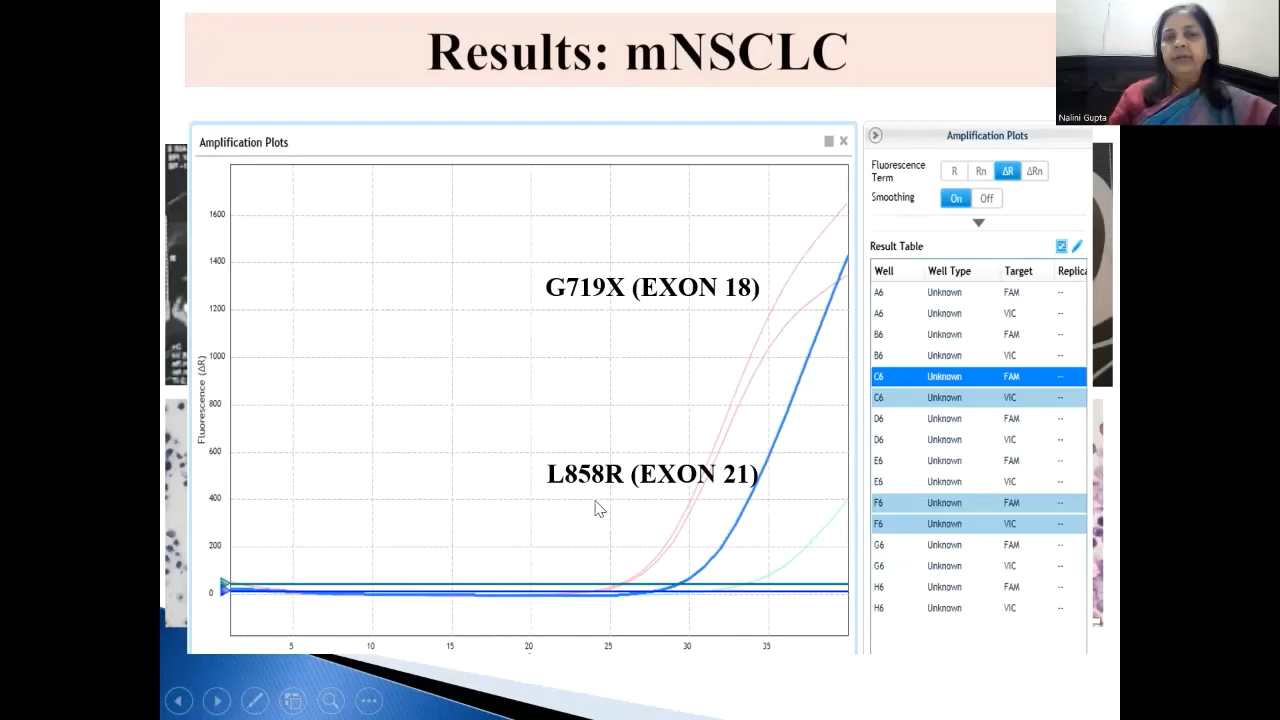 Results: mNSCLC
Nalini Gupta
Amplification Plots
1600
1400
1200
1000
800
600
400
200
0
Fluorescence (ΔR)
G719X (EXON 18)
L858R (EXON 21)
5 10 15 20 25 30 35
Amplification Plots
Fluorescence
Term
R Rn ΔR ΔRn
Smoothing
On Off
Result Table
Well Well Type Target Replica
A6 Unknown FAM --
A6 Unknown VIC --
B6 Unknown FAM --
B6 Unknown VIC --
C6 Unknown FAM --
C6 Unknown VIC --
D6 Unknown FAM --
D6 Unknown VIC --
E6 Unknown FAM --
E6 Unknown VIC --
F6 Unknown FAM --
F6 Unknown VIC --
G6 Unknown FAM --
G6 Unknown VIC --
H6 Unknown FAM --
H6 Unknown VIC --